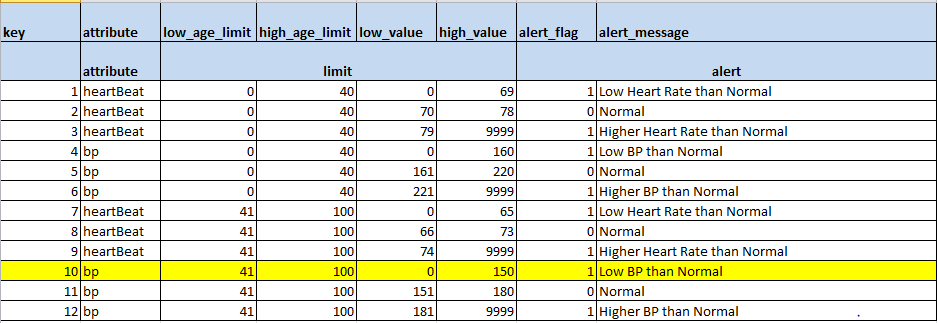 key attribute low_age_limit high_age_limit low_value high_value alert_flag alert_message
attribute limit alert
1 heartBeat 0 40 0 69 1 Low Heart Rate than Normal
2 heartBeat 0 40 70 78 0 Normal
3 heartBeat 0 40 79 9999 1 Higher Heart Rate than Normal
4 bp 0 40 0 160 1 Low BP than Normal
5 bp 0 40 161 220 0 Normal
6 bp 0 40 221 9999 1 Higher BP than Normal
7 heartBeat 41 100 0 65 1 Low Heart Rate than Normal
8 heartBeat 41 100 66 73 0 Normal
9 heartBeat 41 100 74 9999 1 Higher Heart Rate than Normal
10 bp 41 100 0 150 1 Low BP than Normal
11 bp 41 100 151 180 0 Normal
12 bp 41 100 181 9999 1 Higher BP than Normal .